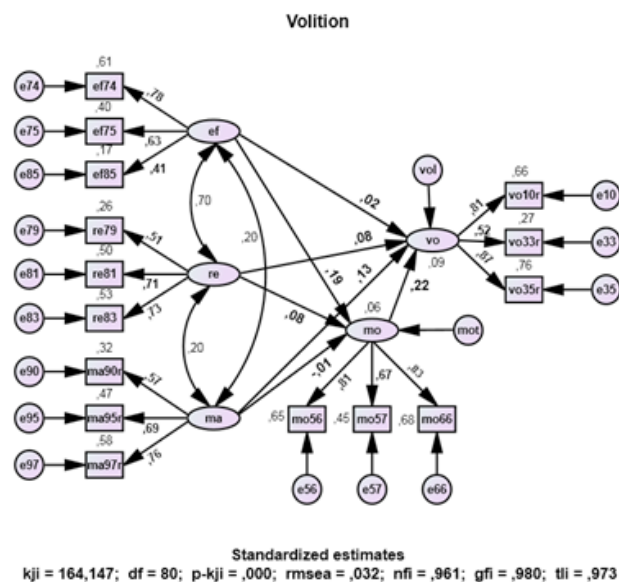 Volition
,61
e74 ef74
,78
,40
e75 ef75 ef
,63
,17
e85 ef85 ,41
vol
,66
,02 ,81 vo10r e10
,70
,20
,26
e79 re79
,51
,27
,08 vo ,52 vo33r e33
,09
,50
e81 re81 ,71 re
,19 ,13
,87 ,76
vo35r e35
,53
e83 re83 ,73
,08
,06 ,22
mo mot
,20
,32
e90 ma90r
,57
-,01
,81 ,67 ,83
,47
e95 ma95r ,69 ma
,65 mo56 ,45 mo57 ,68 mo66
,58
e97 ma97r ,76
e56 e57 e66
Standardized estimates
kji = 164,147; df = 80; p-kji = ,000; rmsea = ,032; nfi = ,961; gfi = ,980; tli = ,973